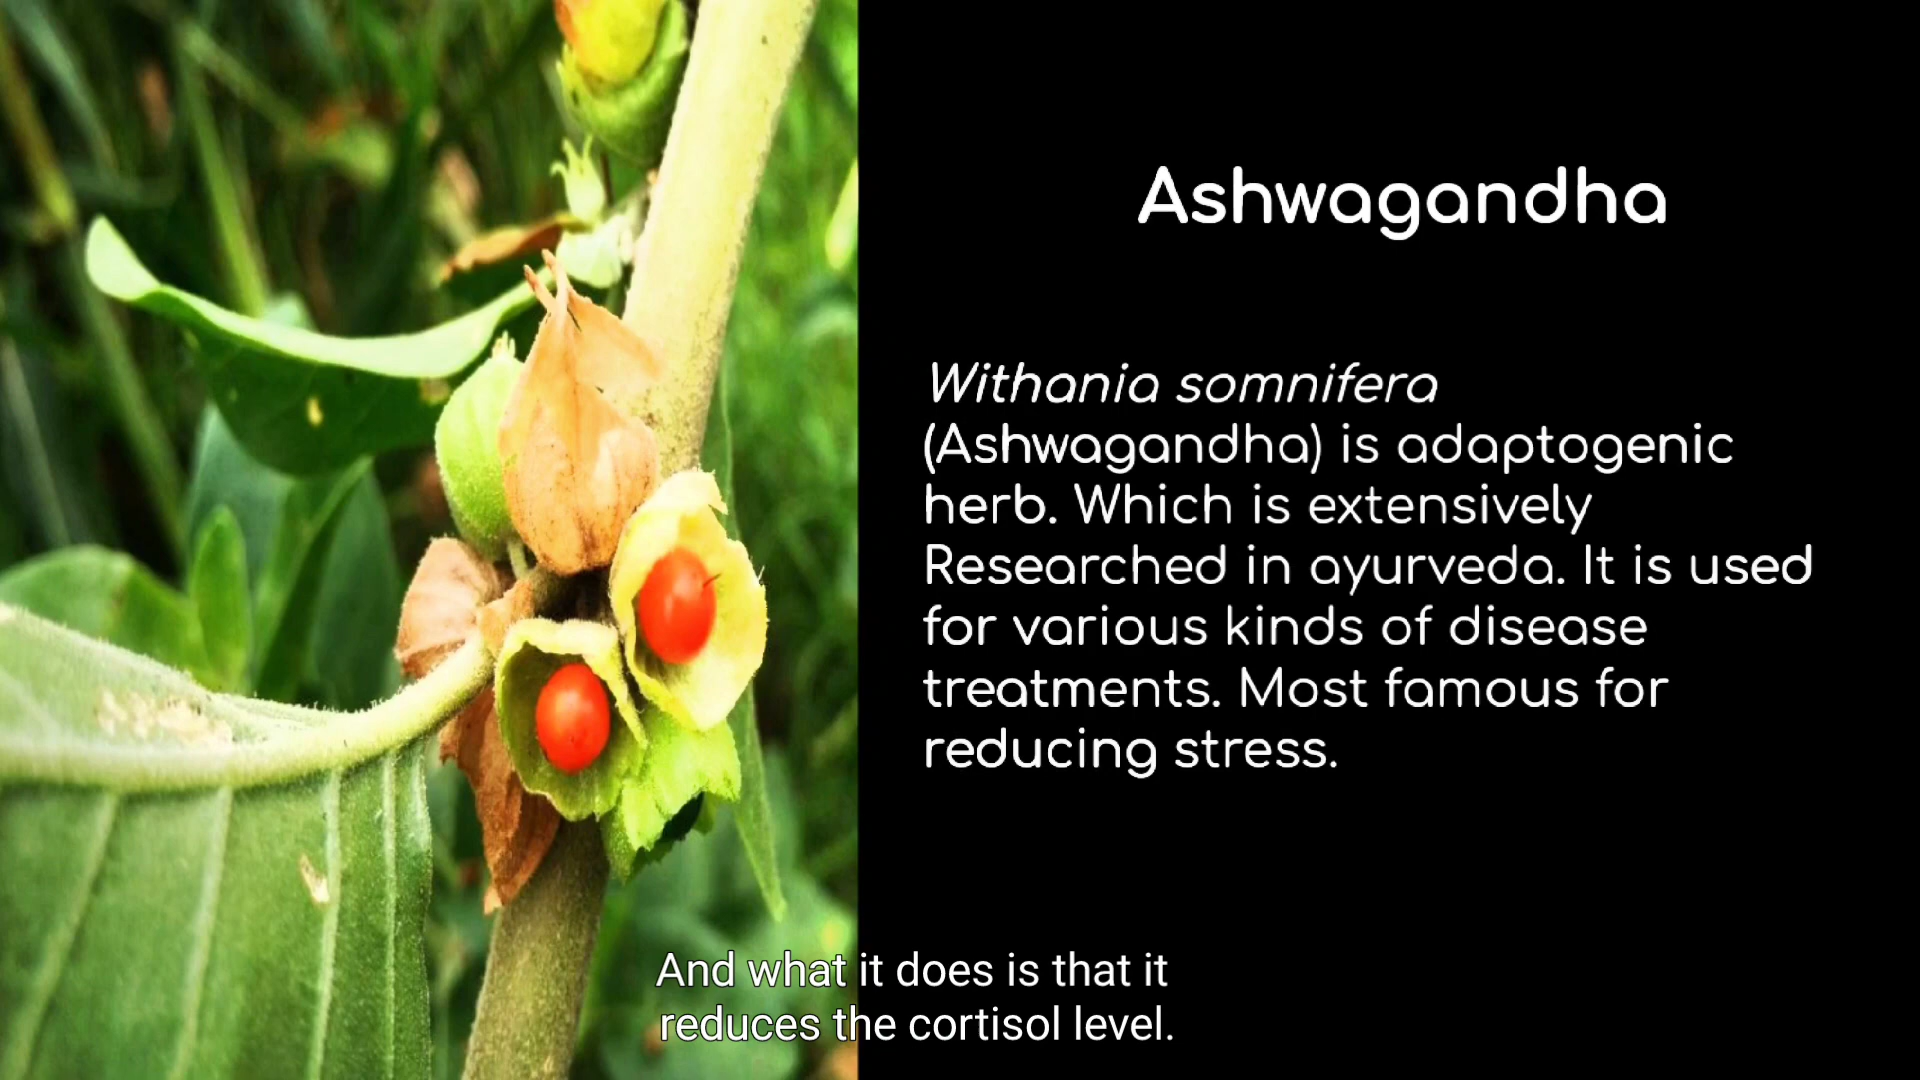 Ashwagandha
Withania somnifera
(Ashwagandha) is adaptogenic
herb. Which is extensively
Researched in ayurveda. It is used
for various kinds of disease
treatments. Most famous for
reducing stress.
And what it does is that it
reduces the cortisol level.